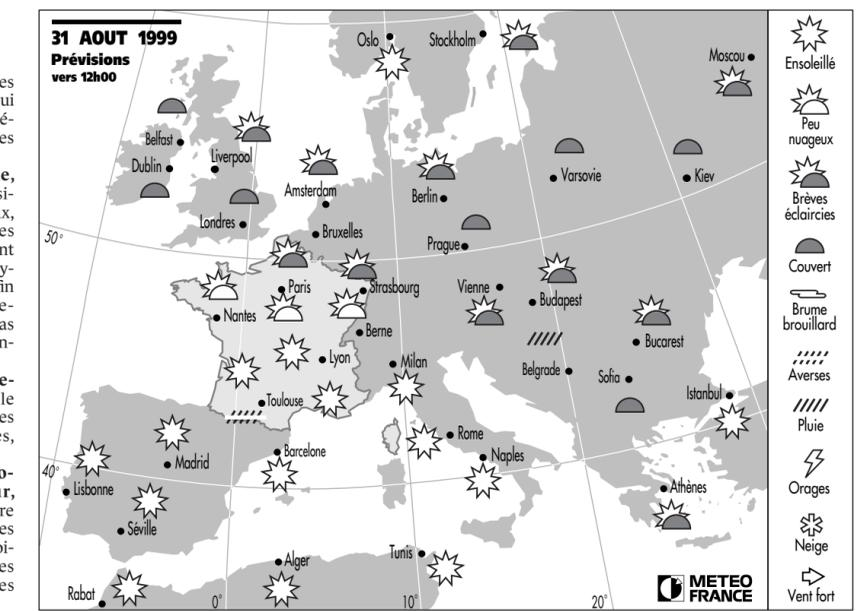 31 AOUT 1999
Prévisions
vers 12h00
Oslo
Stockholm
Moscou
Belfast
Dublin
Liverpool
Amsterdam
Berlin
Varsovie
Kiev
Londres
Bruxelles
Prague
50°
Paris
Strasbourg
Vienne
Budapest
Nantes
Berne
Bucarest
Lyon
Milan
Belgrade
Sofia
Istanbul
Toulouse
Rome
Barcelone
Naples
Madrid
40°
Lisbonne
Athènes
Séville
Alger
Tunis
Rabat
0°
10°
20°
METEO
FRANCE
Ensoleillé
Peu
nuageux
Brèves
éclaircies
Couvert
Brume
brouillard
Averses
Pluie
Orages
Neige
Vent fort